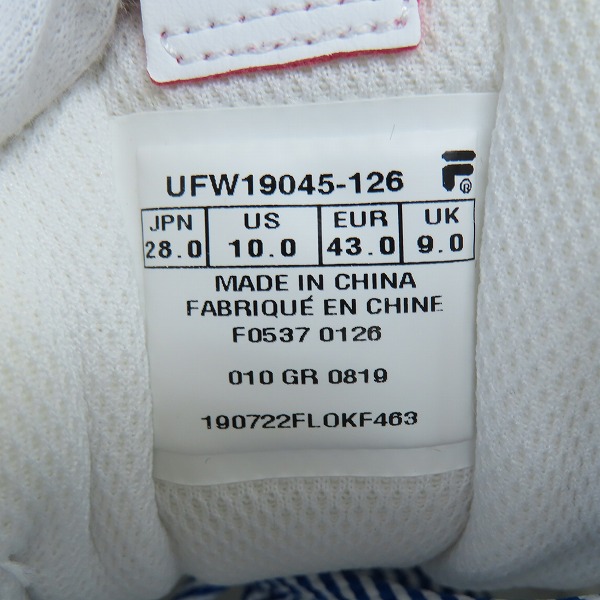 UFW19045-126 F®
JPN US EUR UK
28.0 10.0 43.0 9.0
MADE IN CHINA
FABRIQUÉ EN CHINE
F0537 0126
010 GR 0819
190722FLOKF463